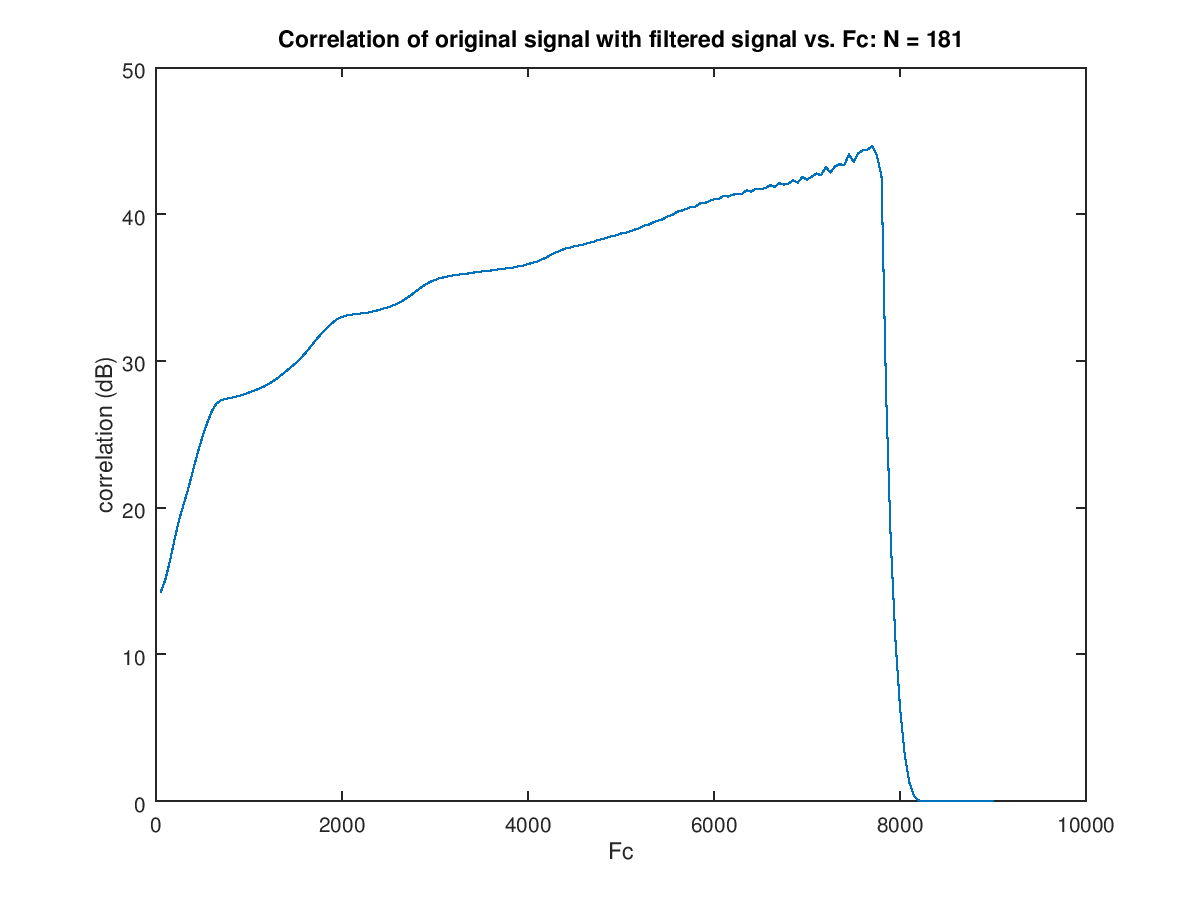 Correlation of original signal with filtered signal vs. Fc: N = 181
50
40
30
20
10
0
correlation (dB)
0 2000 4000 6000 8000 10000
Fc